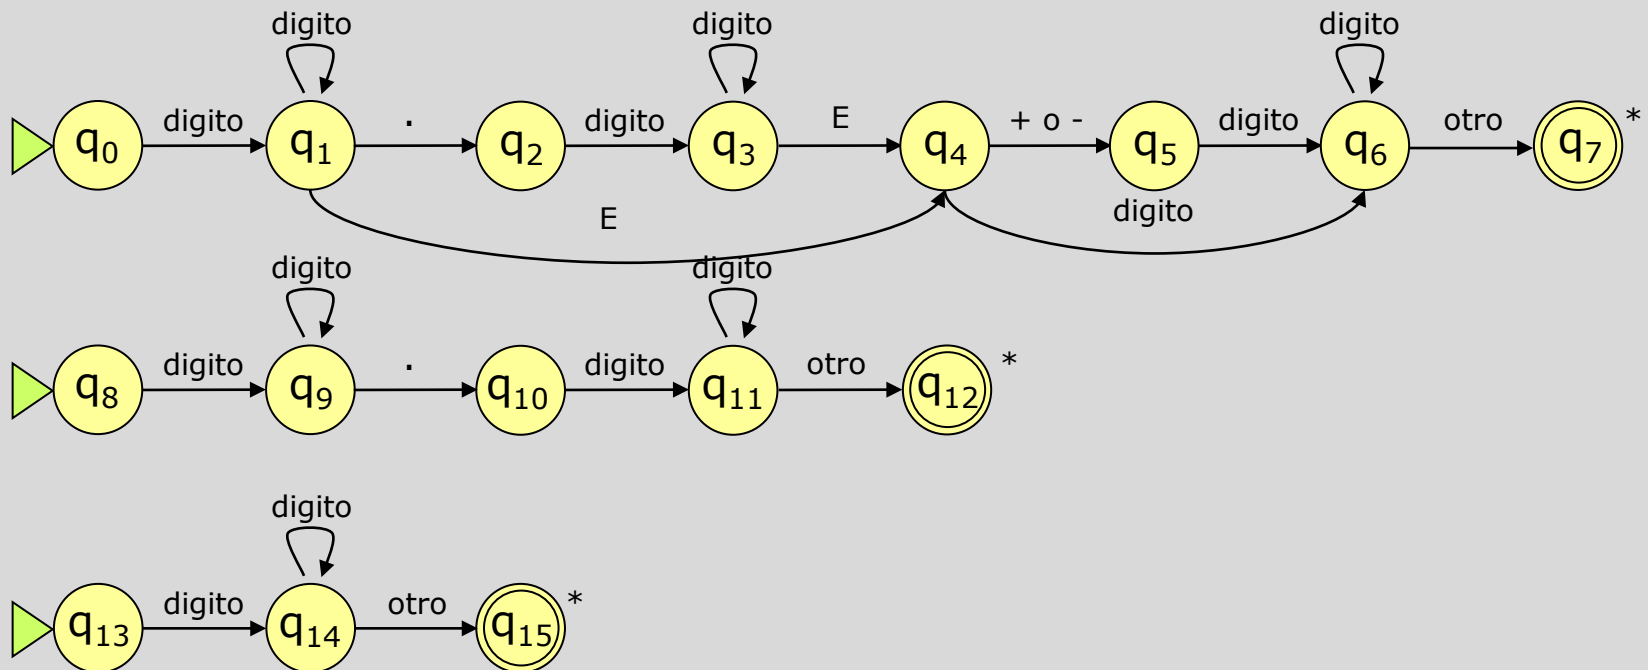 digito digito digito
q0 digito q1 . q2 digito q3 E q4 + o - q5 digito q6 otro q7 *
E digito
digito digito
q8 digito q9 . q10 digito q11 otro q12 *
digito
q13 digito q14 otro q15 *